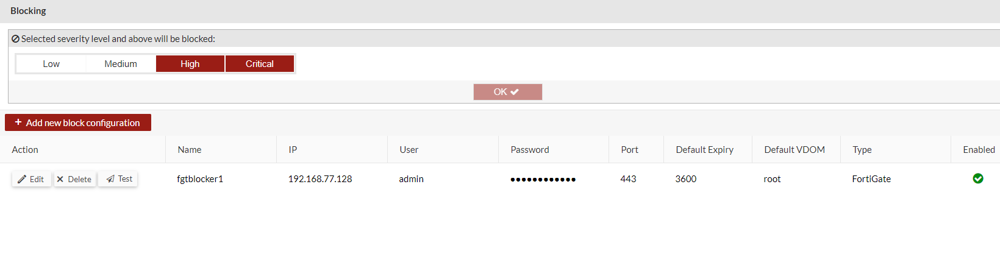 Blocking
Selected severity level and above will be blocked:
Low Medium High Critical
OK
+ Add new block configuration
Action Name IP User Password Port Default Expiry Default VDOM Type Enabled
Edit Delete Test fgtblocker1 192.168.77.128 admin •••••••••••• 443 3600 root FortiGate